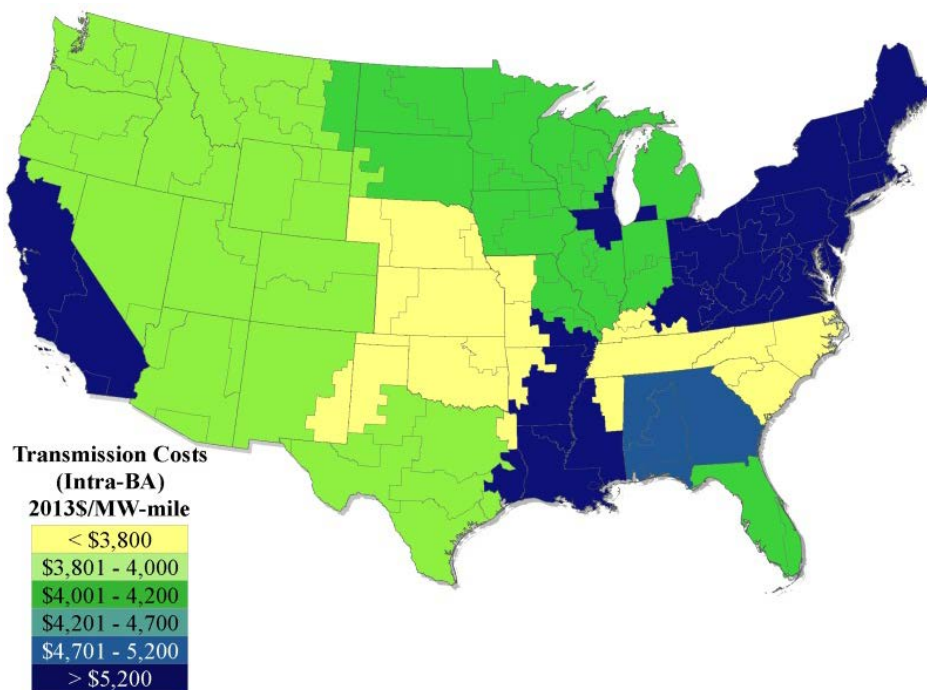 Transmission Costs
(Intra-BA)
2013$/MW-mile
< $3,800
$3,801 - 4,000
$4,001 - 4,200
$4,201 - 4,700
$4,701 - 5,200
> $5,200